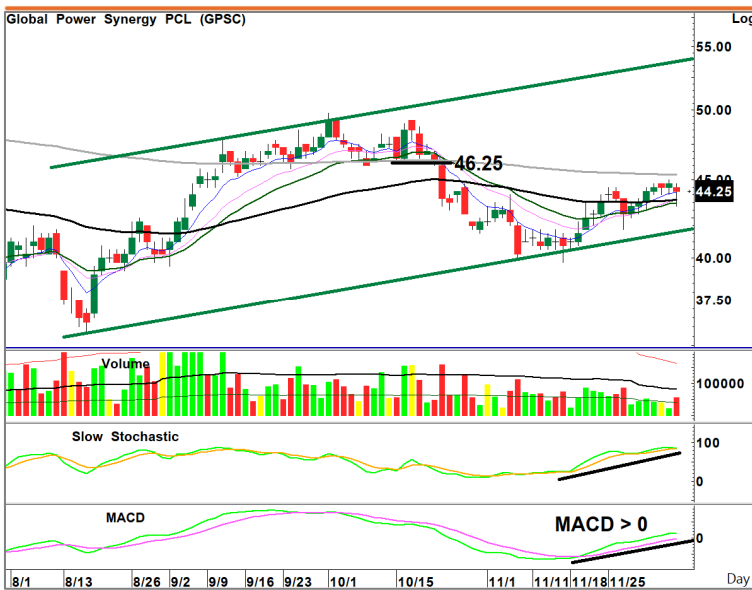 Global Power Synergy PCL (GPSC)
Log
55.00
50.00
46.25
45.00
44.25
40.00
37.50
Volume
100000
Slow Stochastic
100
0
MACD
MACD > 0
0
8/1 8/13 8/26 9/2 9/9 9/16 9/23 10/1 10/15 11/1 11/11 11/18 11/25 Day